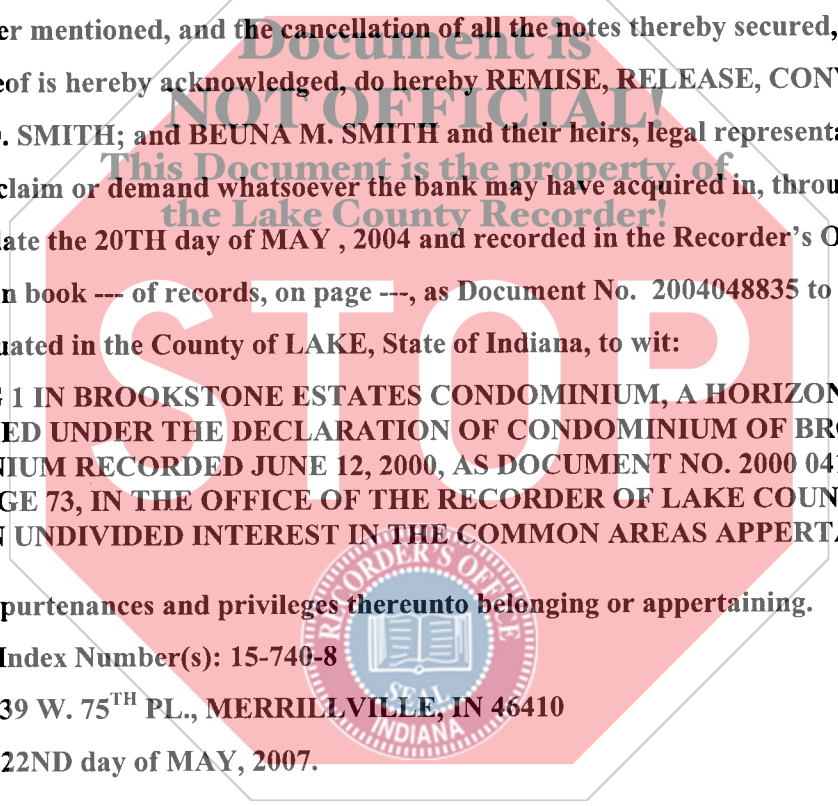 er mentioned, and the cancellation of all the notes thereby secured,
Document is
eof is hereby acknowledged, do hereby REMISE, RELEASE, CONV
NOT OFFICIAL!
. SMITH; and BEUNA M. SMITH and their heirs, legal representa
This Document is the property of
claim or demand whatsoever the bank may have acquired in, throu
the Lake County Recorder!
late the 20TH day of MAY , 2004 and recorded in the Recorder's O
n book --- of records, on page ---, as Document No. 2004048835 to
uated in the County of LAKE, State of Indiana, to wit:
STOP
1 IN BROOKSTONE ESTATES CONDOMINIUM, A HORIZON
ED UNDER THE DECLARATION OF CONDOMINIUM OF BRO
NIUM RECORDED JUNE 12, 2000, AS DOCUMENT NO. 2000 041
GE 73, IN THE OFFICE OF THE RECORDER OF LAKE COUN
N UNDIVIDED INTEREST IN THE COMMON AREAS APPERTA
RECORDER'S OFFICE
purtenances and privileges thereunto belonging or appertaining.
Index Number(s): 15-740-8
SEAL
39 W. 75TH PL., MERRILLVILLE, IN 46410
INDIANA
22ND day of MAY, 2007.